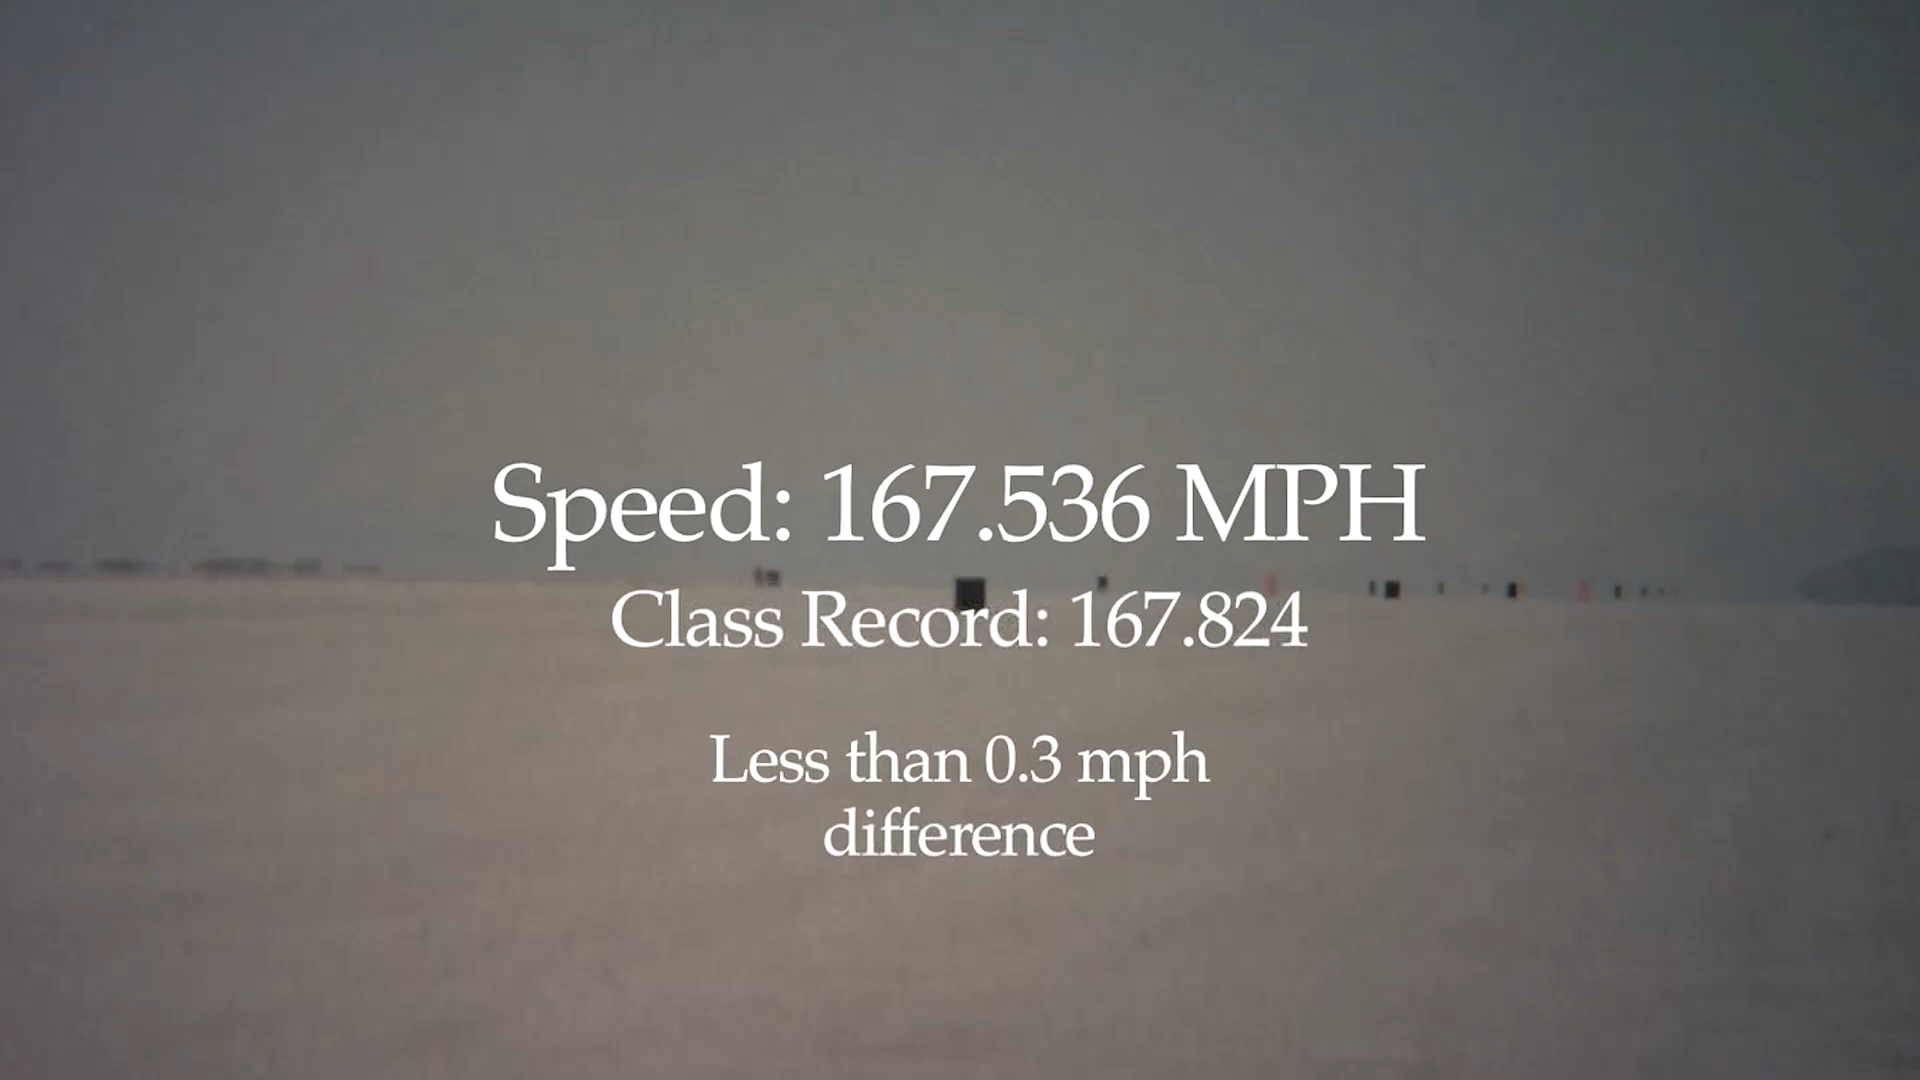 Speed: 167.536 MPH
Class Record: 167.824
Less than 0.3 mph
difference